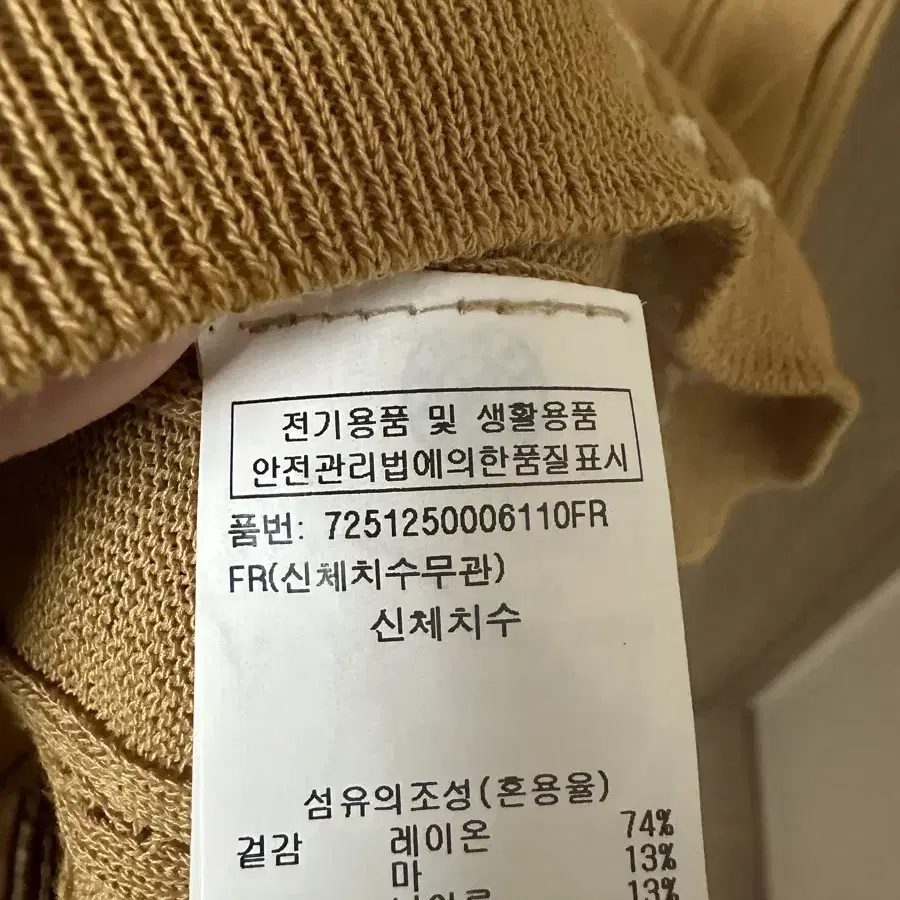 전기용품 및 생활용품
안전관리법에의한품질표시
품번: 7251250006110FR
FR(신체치수무관)
신체치수
섬유의조성(혼용율)
겉감 레이온 74%
마 13%
13%